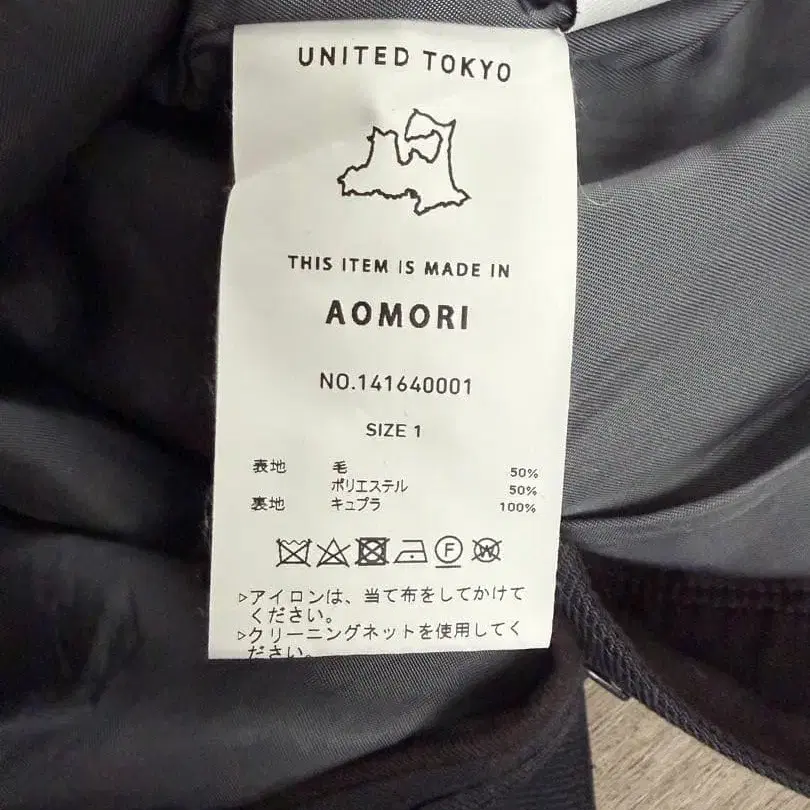 UNITED TOKYO
THIS ITEM IS MADE IN
AOMORI
NO.141640001
SIZE 1
表地 毛 50%
ポリエステル 50%
裏地 キュプラ 100%
F W
▷アイロンは、当て布をしてかけて
ください。
▷クリーニングネットを使用してく
ださい。